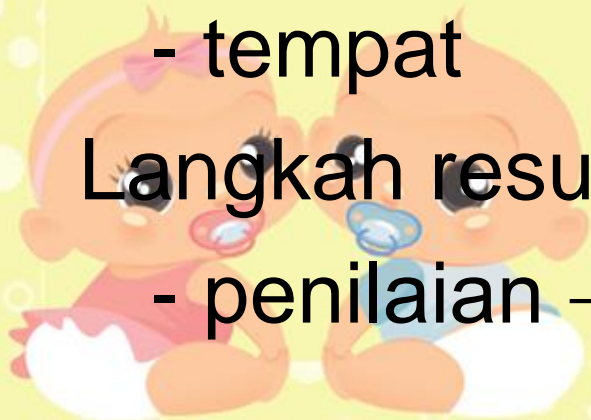 - tempat
Langkah resu
- penilaian –